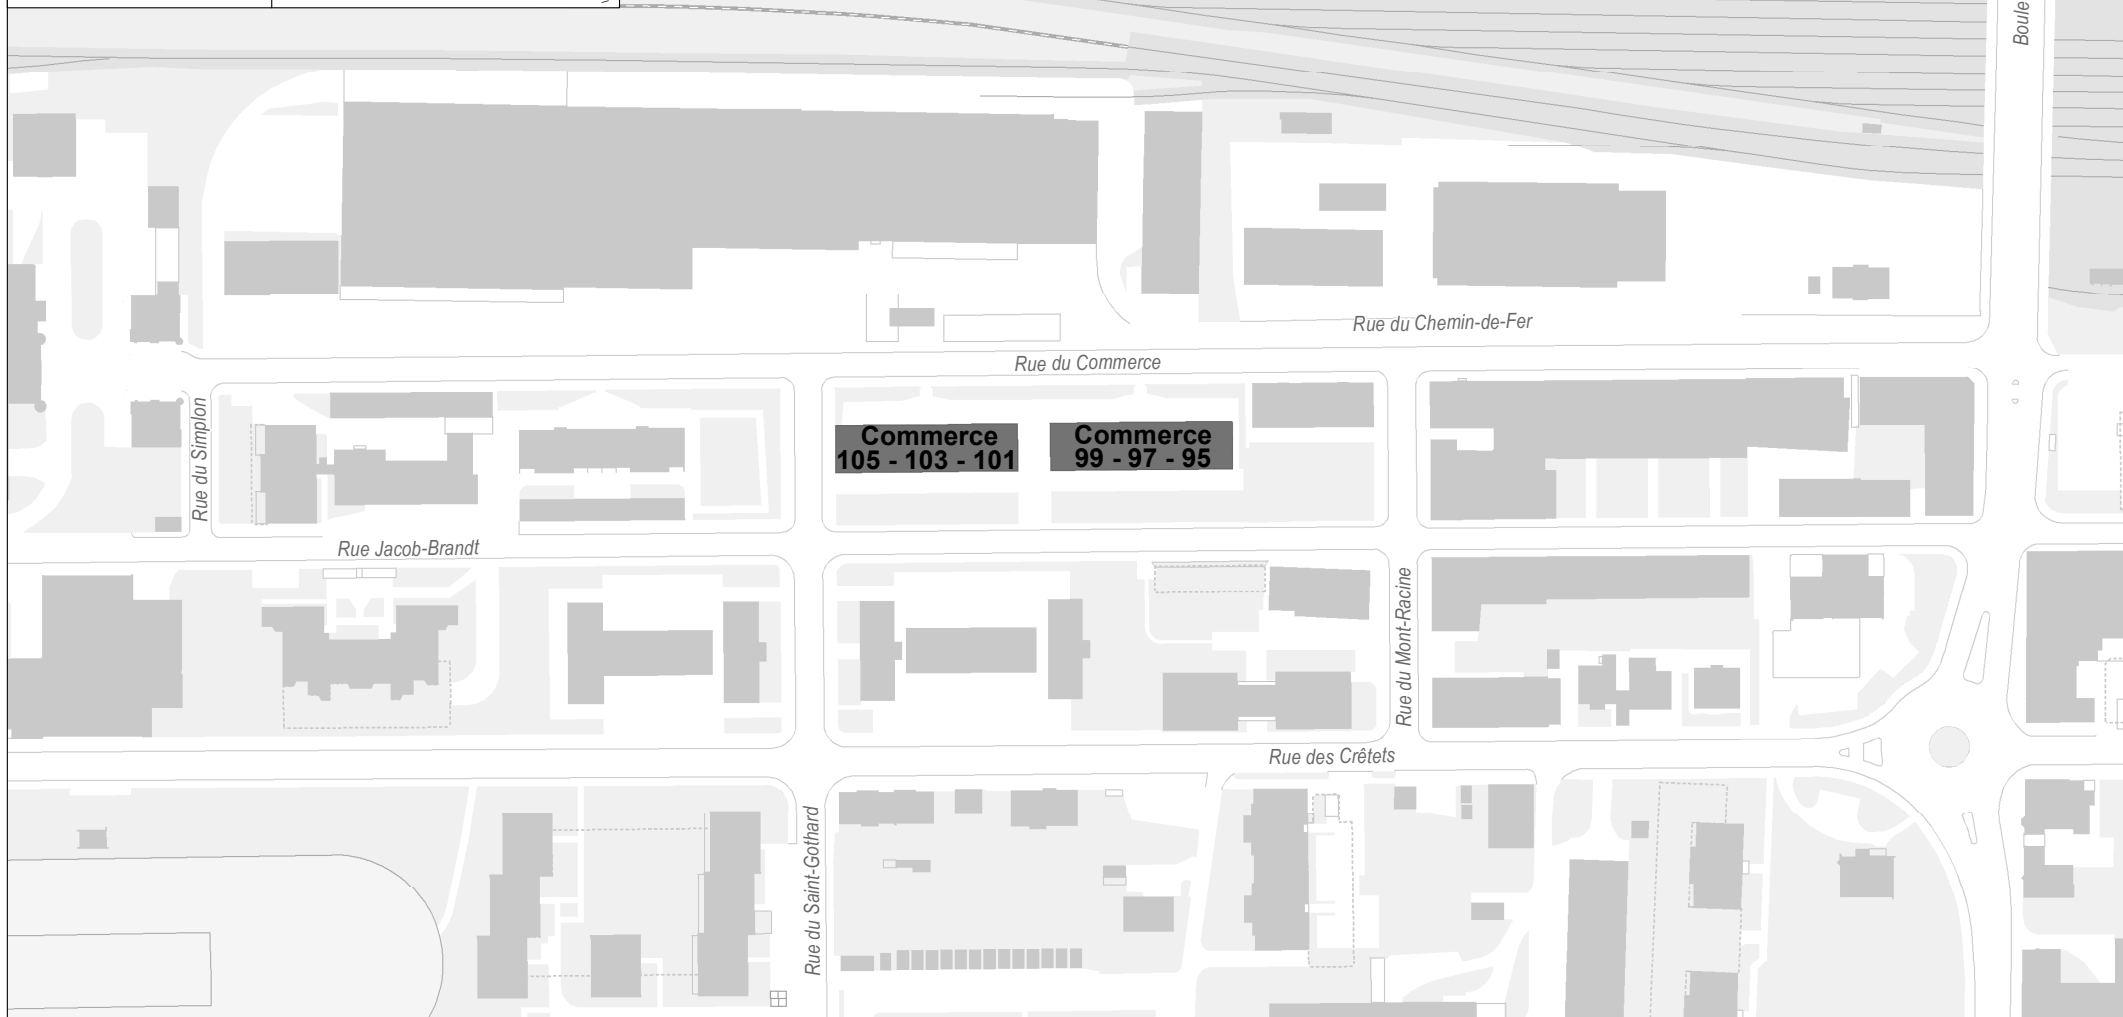 Boule
Rue du Chemin-de-Fer
Rue du Commerce
Rue du Simplon
Commerce
105 - 103 - 101
Commerce
99 - 97 - 95
Rue Jacob-Brandt
Rue du Mont-Racine
Rue des Crêtets
Rue du Saint-Gothard